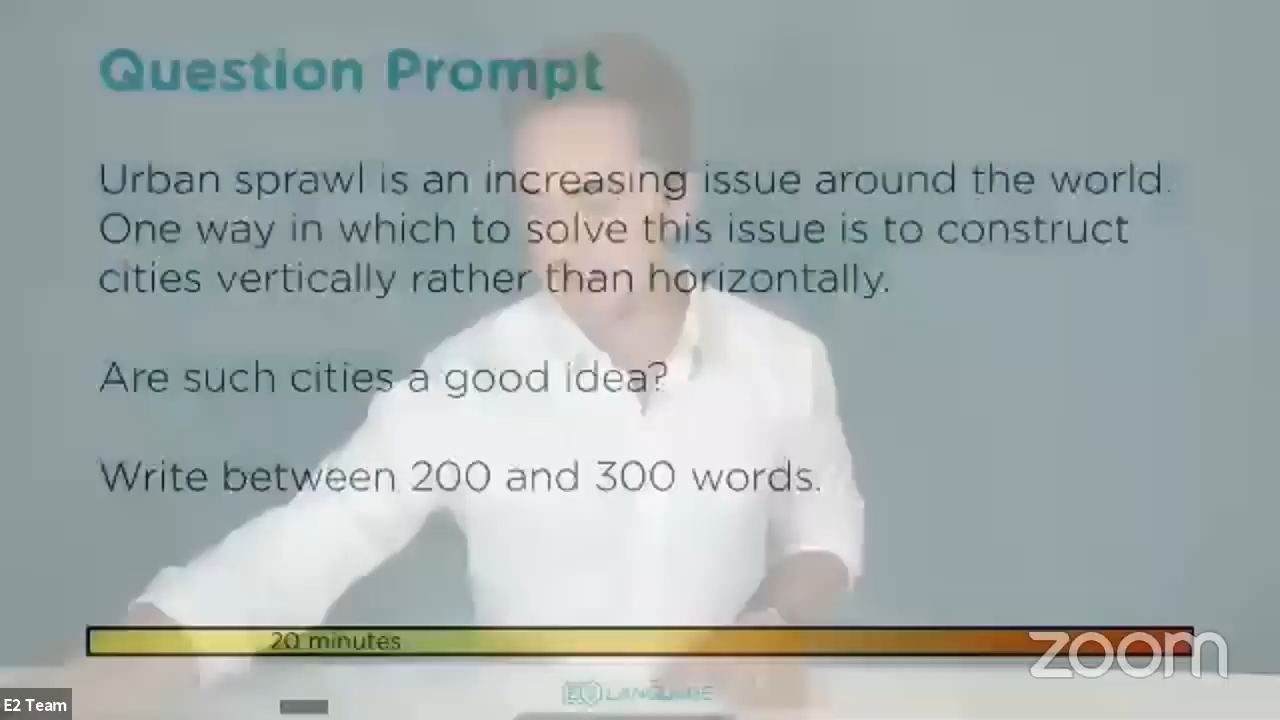 Question Prompt
Urban sprawl is an increasing issue around the world.
One way in which to solve this issue is to construct
cities vertically rather than horizontally.
Are such cities a good idea?
Write between 200 and 300 words.
20 minutes
zoom
E2 LANGUAGE
E2 Team